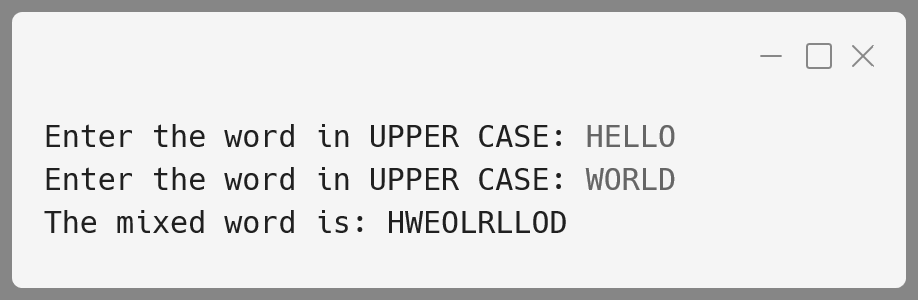 Enter the word in UPPER CASE: HELLO
Enter the word in UPPER CASE: WORLD
The mixed word is: HWEOLRLLOD